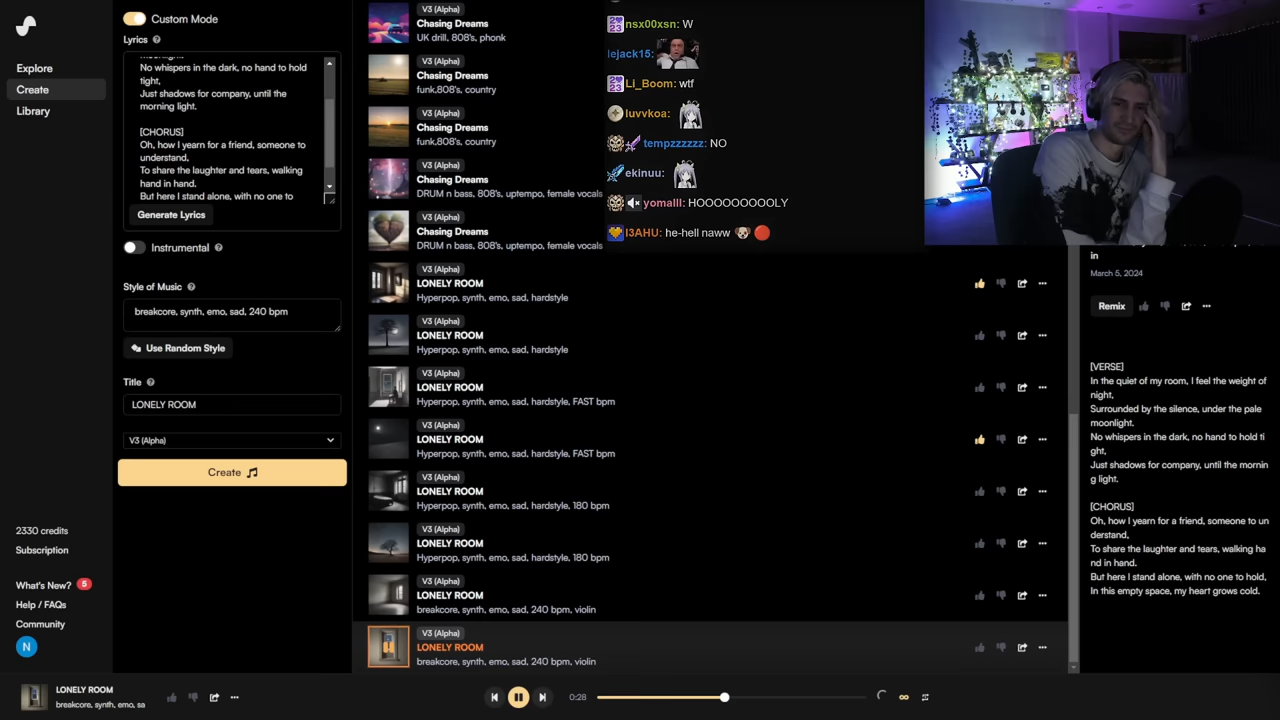 Custom Mode
Lyrics
Explore
Create
Library
No whispers in the dark, no hand to hold
tight,
Just shadows for company, until the
morning light.
[CHORUS]
Oh, how I yearn for a friend, someone to
understand,
To share the laughter and tears, walking
hand in hand.
But here I stand alone, with no one to
Generate Lyrics
Instrumental
Style of Music
breakcore, synth, emo, sad, 240 bpm
Use Random Style
Title
LONELY ROOM
V3 (Alpha)
Create
2330 credits
Subscription
What's New? 5
Help / FAQs
Community
N
V3 (Alpha)
Chasing Dreams
UK drill, 808's, phonk
V3 (Alpha)
Chasing Dreams
funk,808's, country
V3 (Alpha)
Chasing Dreams
funk,808's, country
V3 (Alpha)
Chasing Dreams
DRUM n bass, 808's, uptempo, female vocals
V3 (Alpha)
Chasing Dreams
DRUM n bass, 808's, uptempo, female vocals
V3 (Alpha)
LONELY ROOM
Hyperpop, synth, emo, sad, hardstyle
V3 (Alpha)
LONELY ROOM
Hyperpop, synth, emo, sad, hardstyle
V3 (Alpha)
LONELY ROOM
Hyperpop, synth, emo, sad, hardstyle, FAST bpm
V3 (Alpha)
LONELY ROOM
Hyperpop, synth, emo, sad, hardstyle, FAST bpm
V3 (Alpha)
LONELY ROOM
Hyperpop, synth, emo, sad, hardstyle, 180 bpm
V3 (Alpha)
LONELY ROOM
Hyperpop, synth, emo, sad, hardstyle, 180 bpm
V3 (Alpha)
LONELY ROOM
breakcore, synth, emo, sad, 240 bpm, violin
V3 (Alpha)
LONELY ROOM
breakcore, synth, emo, sad, 240 bpm, violin
nsx00xsn: W
lejack15:
Li_Boom: wtf
luvvkoa:
tempzzzzzz: NO
ekinuu:
yomalll: HOOOOOOOOOLY
I3AHU: he-hell naww
in
March 5, 2024
Remix
[VERSE]
In the quiet of my room, I feel the weight of
night,
Surrounded by the silence, under the pale
moonlight.
No whispers in the dark, no hand to hold ti
ght,
Just shadows for company, until the mornin
g light.
[CHORUS]
Oh, how I yearn for a friend, someone to un
derstand,
To share the laughter and tears, walking ha
nd in hand.
But here I stand alone, with no one to hold,
In this empty space, my heart grows cold.
LONELY ROOM
breakcore, synth, emo, sa
0:28